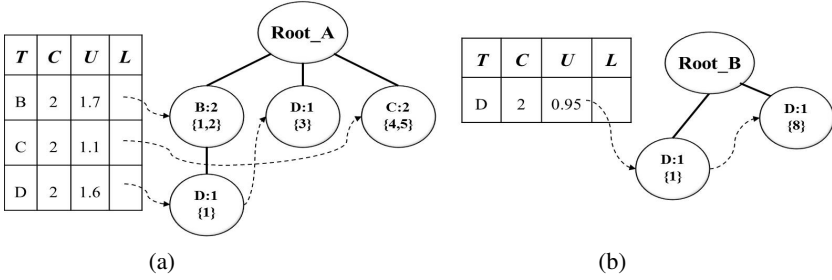 T C U L
B 2 1.7
C 2 1.1
D 2 1.6
Root_A
B:2
{1,2}
D:1
{3}
C:2
{4,5}
D:1
{1}
(a)
T C U L
D 2 0.95
Root_B
D:1
{8}
D:1
{1}
(b)